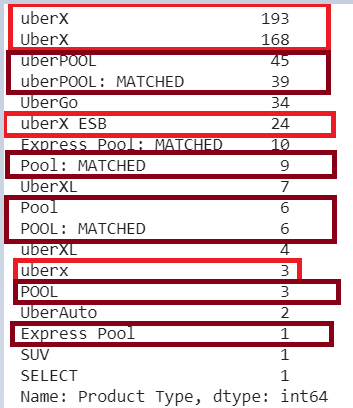 uberX 193
UberX 168
uberPOOL 45
uberPOOL: MATCHED 39
UberGo 34
uberX ESB 24
Express Pool: MATCHED 10
Pool: MATCHED 9
UberXL 7
Pool 6
POOL: MATCHED 6
uberXL 4
uberx 3
POOL 3
UberAuto 2
Express Pool 1
SUV 1
SELECT 1
Name: Product Type, dtype: int64